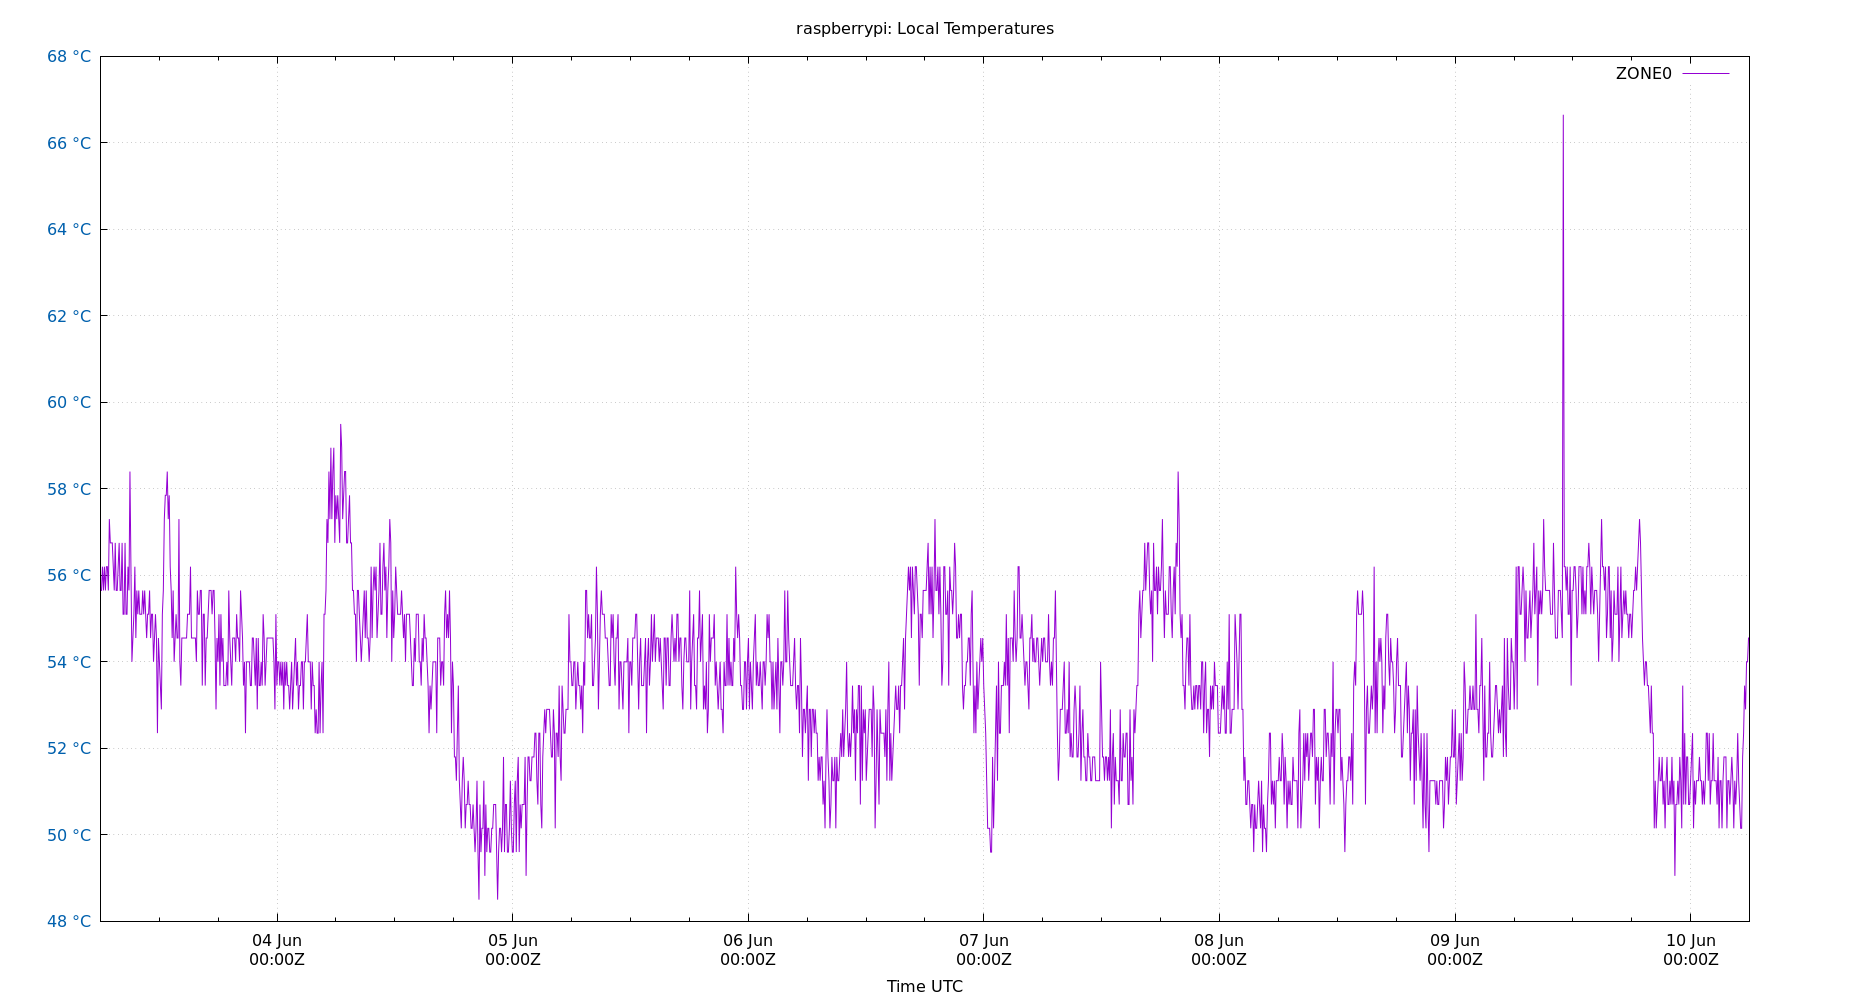 raspberrypi: Local Temperatures
68 °C
ZONE0
66 °C
64 °C
62 °C
60 °C
58 °C
56 °C
54 °C
52 °C
50 °C
48 °C
04 Jun 05 Jun 06 Jun 07 Jun 08 Jun 09 Jun 10 Jun
00:00Z 00:00Z 00:00Z 00:00Z 00:00Z 00:00Z 00:00Z
Time UTC